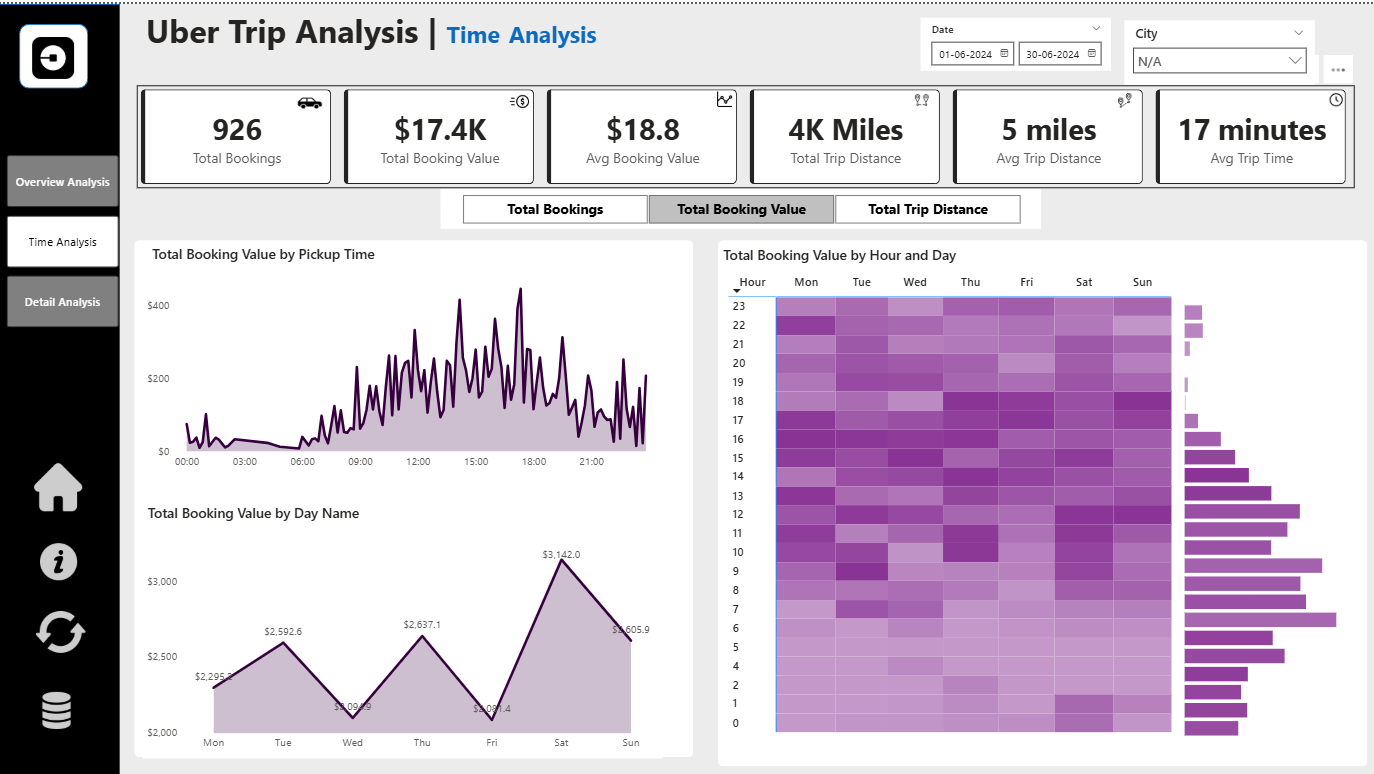 Uber Trip Analysis | Time Analysis
Date
01-06-2024 30-06-2024
City
N/A
926
Total Bookings
$17.4K
Total Booking Value
$18.8
Avg Booking Value
4K Miles
Total Trip Distance
5 miles
Avg Trip Distance
17 minutes
Avg Trip Time
Overview Analysis
Time Analysis
Detail Analysis
Total Bookings Total Booking Value Total Trip Distance
Total Booking Value by Pickup Time
$400
$200
$0
00:00 03:00 06:00 09:00 12:00 15:00 18:00 21:00
Total Booking Value by Day Name
$3,000
$2,500
$2,000
$2,295.2
$2,592.6
$2,094.9
$2,637.1
$2,081.4
$3,142.0
$2,605.9
Mon Tue Wed Thu Fri Sat Sun
Total Booking Value by Hour and Day
Hour Mon Tue Wed Thu Fri Sat Sun
23
22
21
20
19
18
17
16
15
14
13
12
11
10
9
8
7
6
5
4
2
1
0